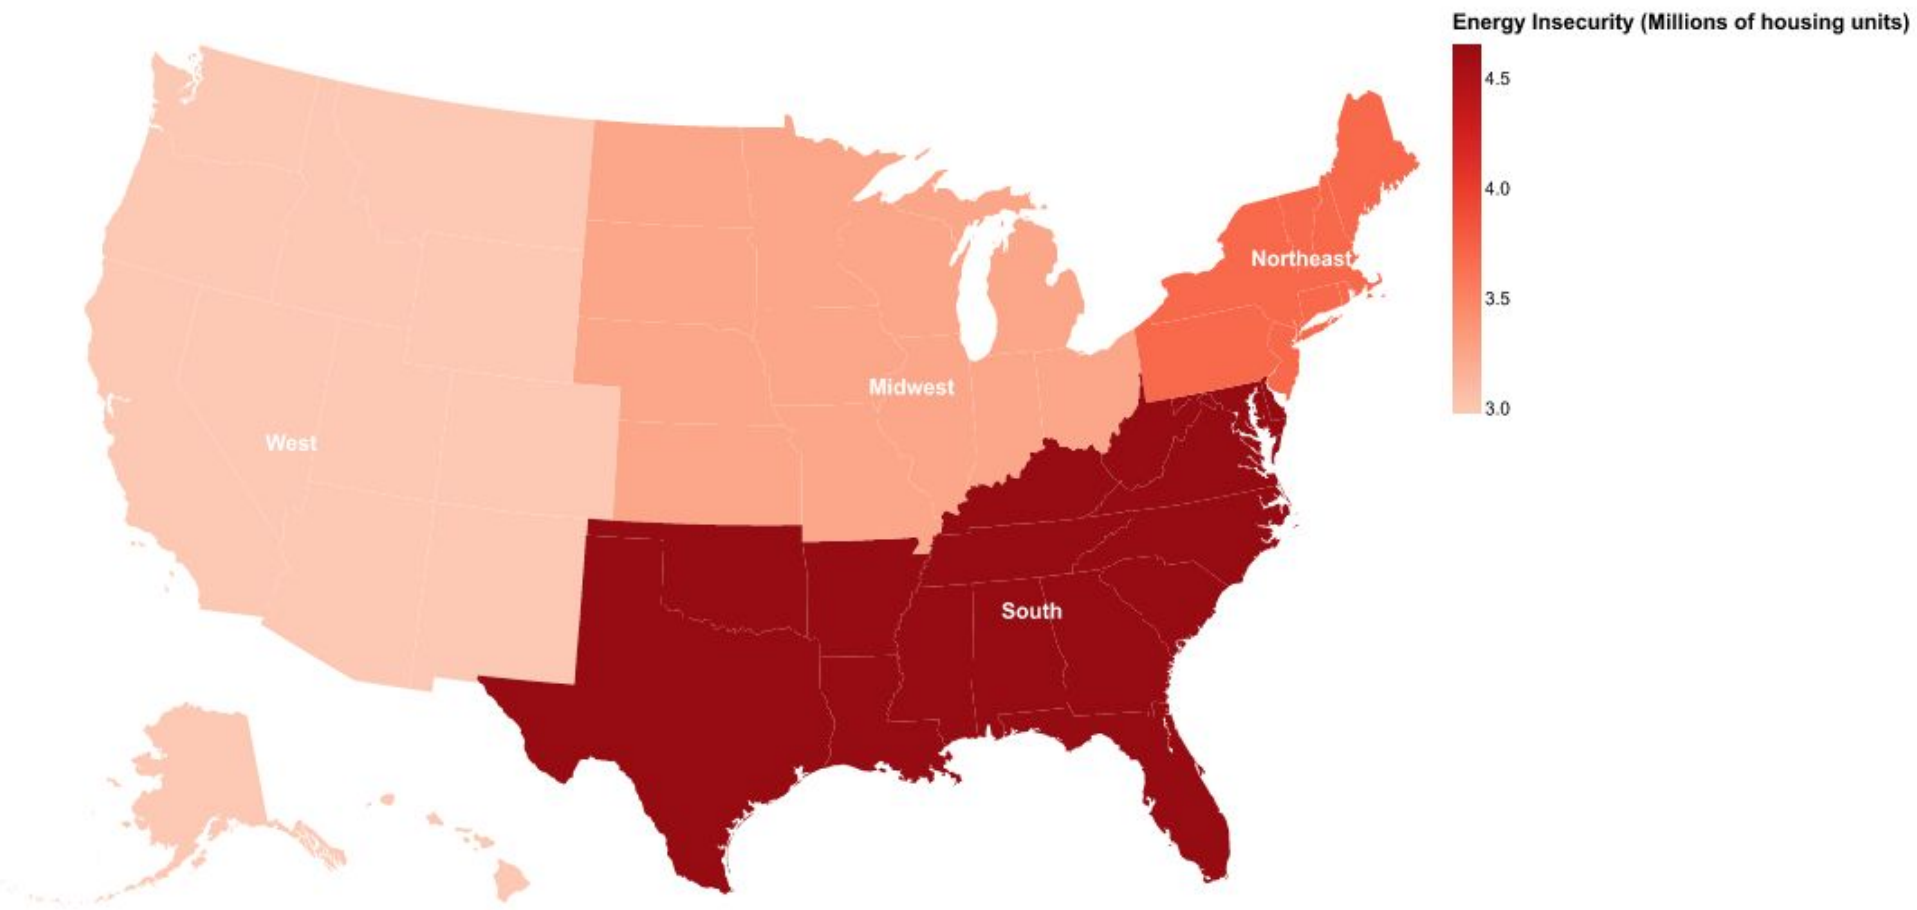 Energy Insecurity (Millions of housing units)
4.5
4.0
3.5
3.0
Northeast
Midwest
West
South